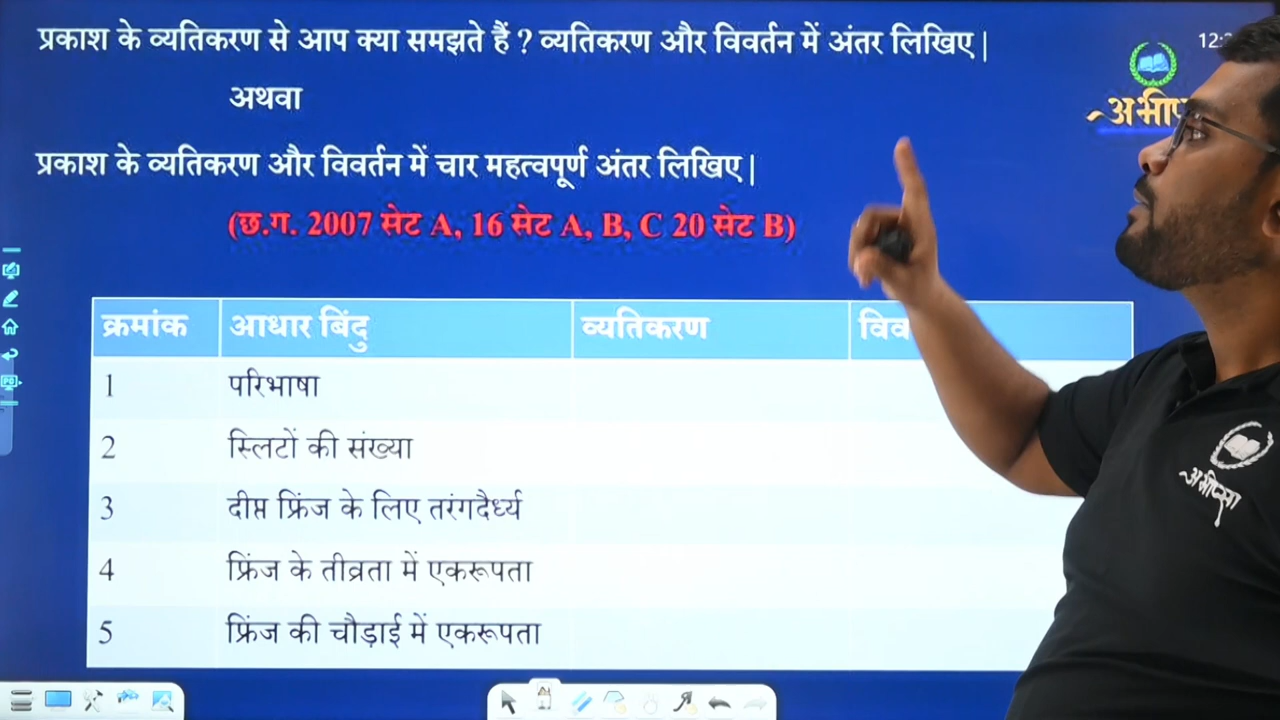 प्रकाश के व्यतिकरण से आप क्या समझते हैं ? व्यतिकरण और विवर्तन में अंतर लिखिए |
अथवा
प्रकाश के व्यतिकरण और विवर्तन में चार महत्वपूर्ण अंतर लिखिए |
(छ.ग. 2007 सेट A, 16 सेट A, B, C 20 सेट B)
क्रमांक आधार बिंदु व्यतिकरण
1 परिभाषा
2 स्लिटों की संख्या
3 दीप्त फ्रिंज के लिए तरंगदैर्ध्य
4 फ्रिंज के तीव्रता में एकरूपता
5 फ्रिंज की चौड़ाई में एकरूपता
अभीप्सा